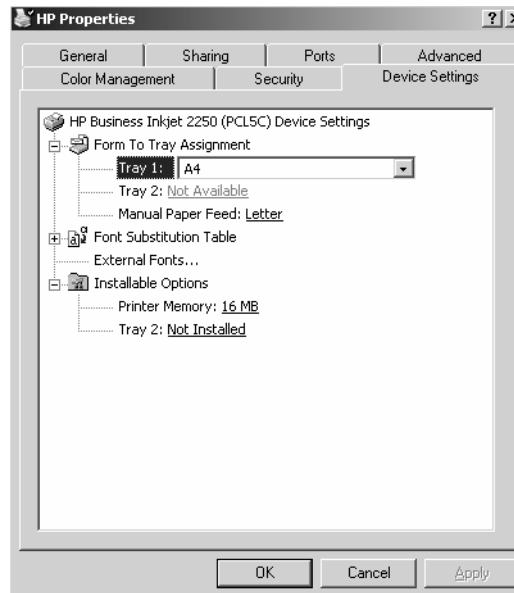 HP Properties
General Sharing Ports Advanced
Color Management Security Device Settings
HP Business Inkjet 2250 (PCL5C) Device Settings
Form To Tray Assignment
Tray 1: A4
Tray 2: Not Available
Manual Paper Feed: Letter
Font Substitution Table
External Fonts...
Installable Options
Printer Memory: 16 MB
Tray 2: Not Installed
OK Cancel Apply